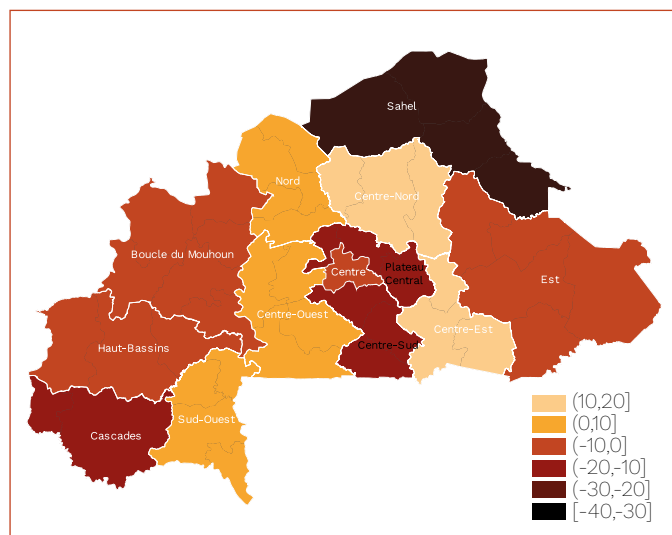 Sahel
Nord
Centre-Nord
Boucle du Mouhoun
Centre
Plateau
Central
Est
Centre-Ouest
Centre-Est
Haut-Bassins
Centre-Sud
Sud-Ouest
Cascades
(10,20]
(0,10]
(-10,0]
(-20,-10]
(-30,-20]
[-40,-30]